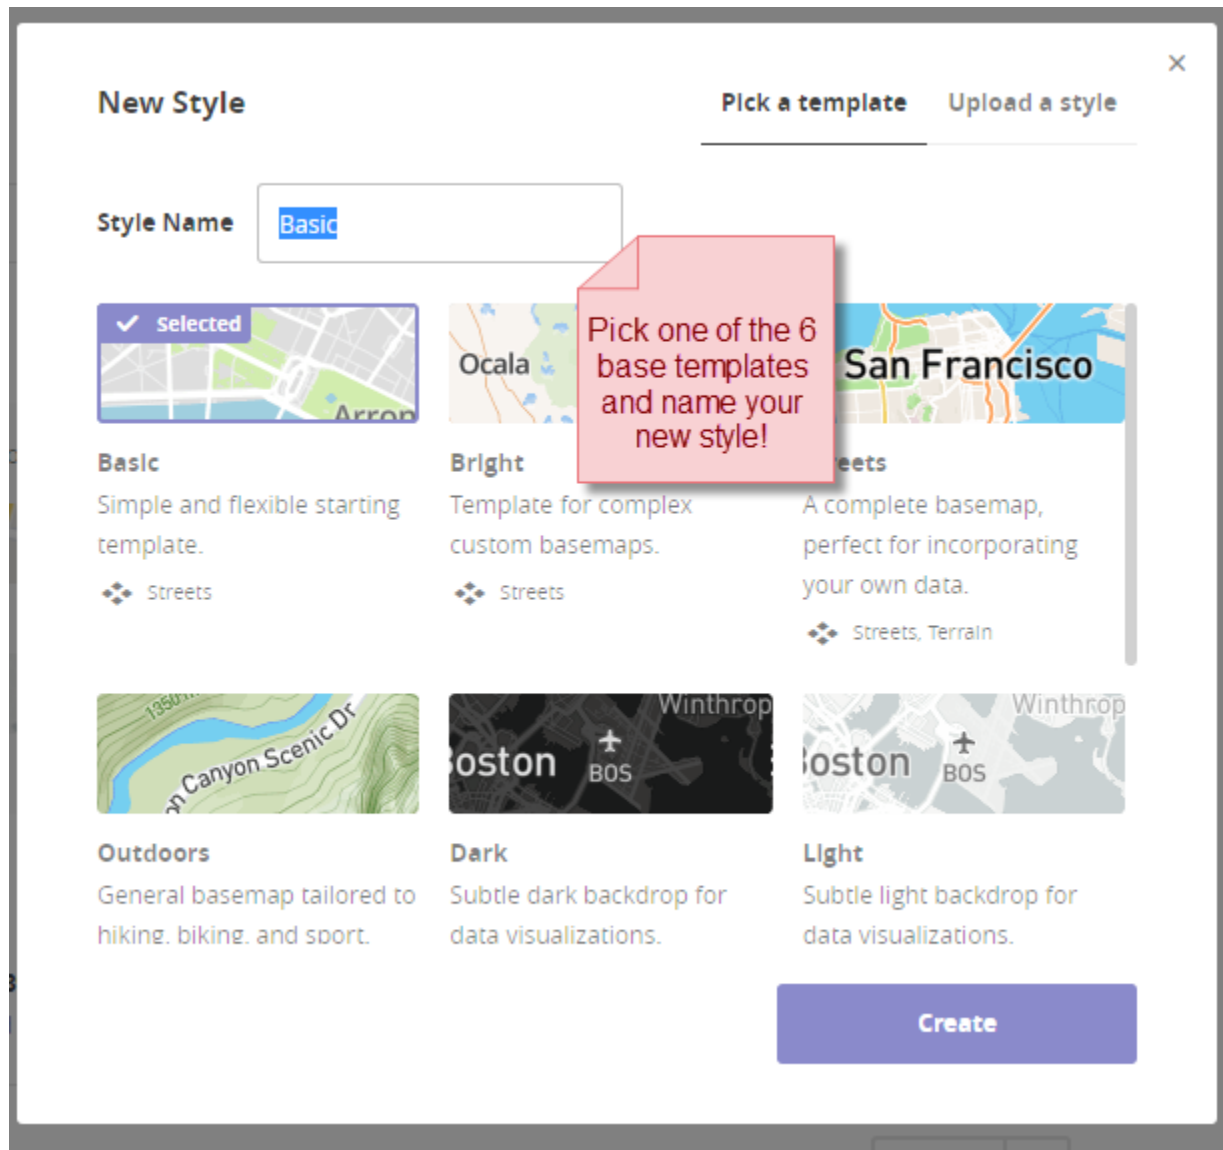 New Style
Pick a template
Upload a style
Style Name
Basic
Pick one of the 6
base templates
and name your
new style!
Selected
Ocala
San Francisco
Basic
Simple and flexible starting
template.
Streets
Bright
Template for complex
custom basemaps.
Streets
eets
A complete basemap,
perfect for incorporating
your own data.
Streets, Terrain
1350
Canyon Scenic Dr
Winthrop
oston
BOS
Winthrop
oston
BOS
Outdoors
General basemap tailored to
hiking, biking, and sport.
Dark
Subtle dark backdrop for
data visualizations.
Light
Subtle light backdrop for
data visualizations.
Create